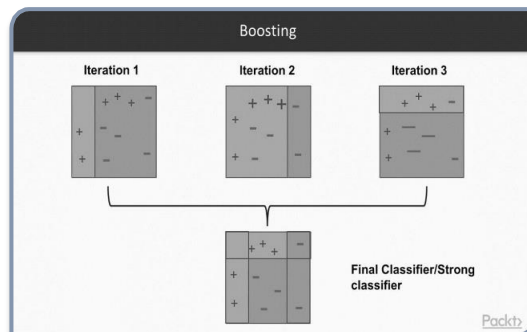 Boosting
Iteration 1
Iteration 2
Iteration 3
Final Classifier/Strong
classifier
Packt>